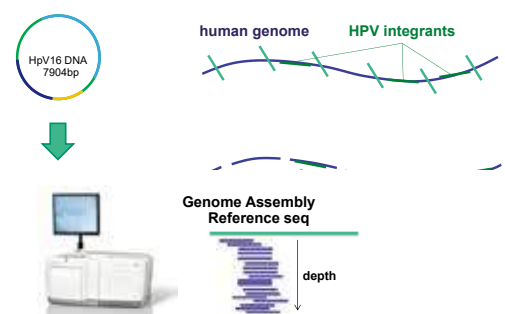 human genome
HPV integrants
HpV16 DNA
7904bp
Genome Assembly
Reference seq
depth